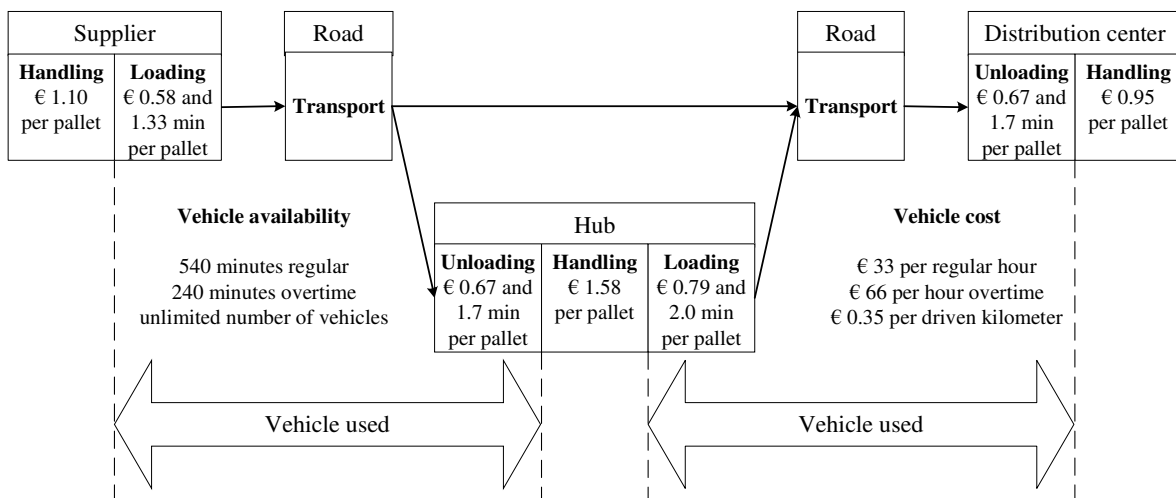 Supplier
Handling
€ 1.10
per pallet
Loading
€ 0.58 and
1.33 min
per pallet
Road
Transport
Road
Transport
Distribution center
Unloading
€ 0.67 and
1.7 min
per pallet
Handling
€ 0.95
per pallet
Vehicle availability
540 minutes regular
240 minutes overtime
unlimited number of vehicles
Hub
Unloading
€ 0.67 and
1.7 min
per pallet
Handling
€ 1.58
per pallet
Loading
€ 0.79 and
2.0 min
per pallet
Vehicle cost
€ 33 per regular hour
€ 66 per hour overtime
€ 0.35 per driven kilometer
Vehicle used
Vehicle used